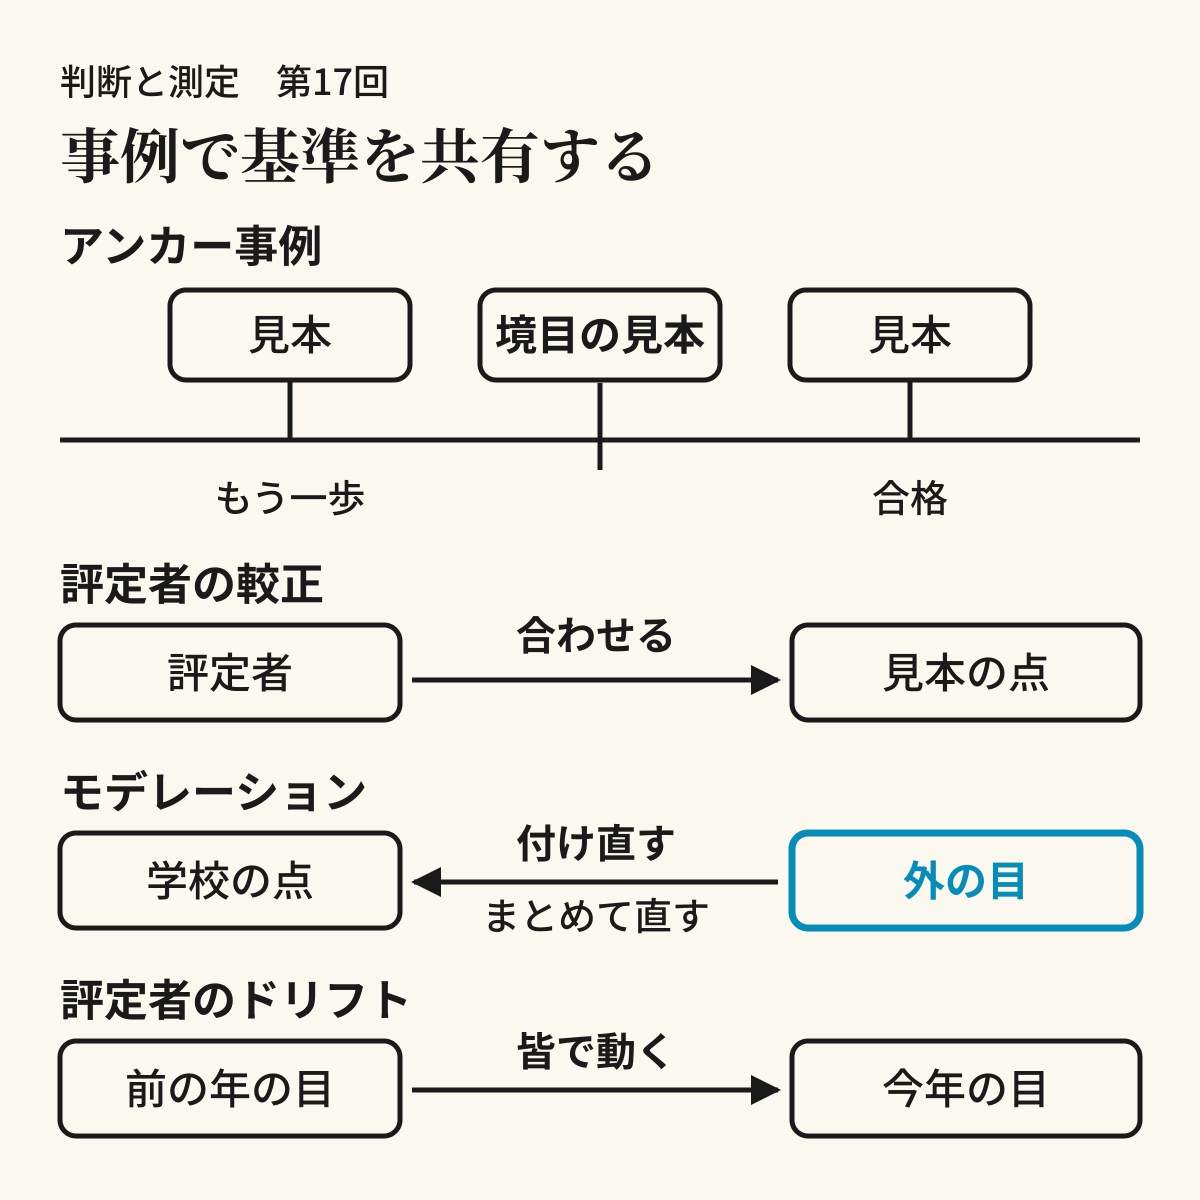 判断と測定　第17回
事例で基準を共有する
アンカー事例
見本
境目の見本
見本
もう一歩
合格
評定者の較正
評定者
合わせる
見本の点
モデレーション
学校の点
付け直す
まとめて直す
外の目
評定者のドリフト
前の年の目
皆で動く
今年の目